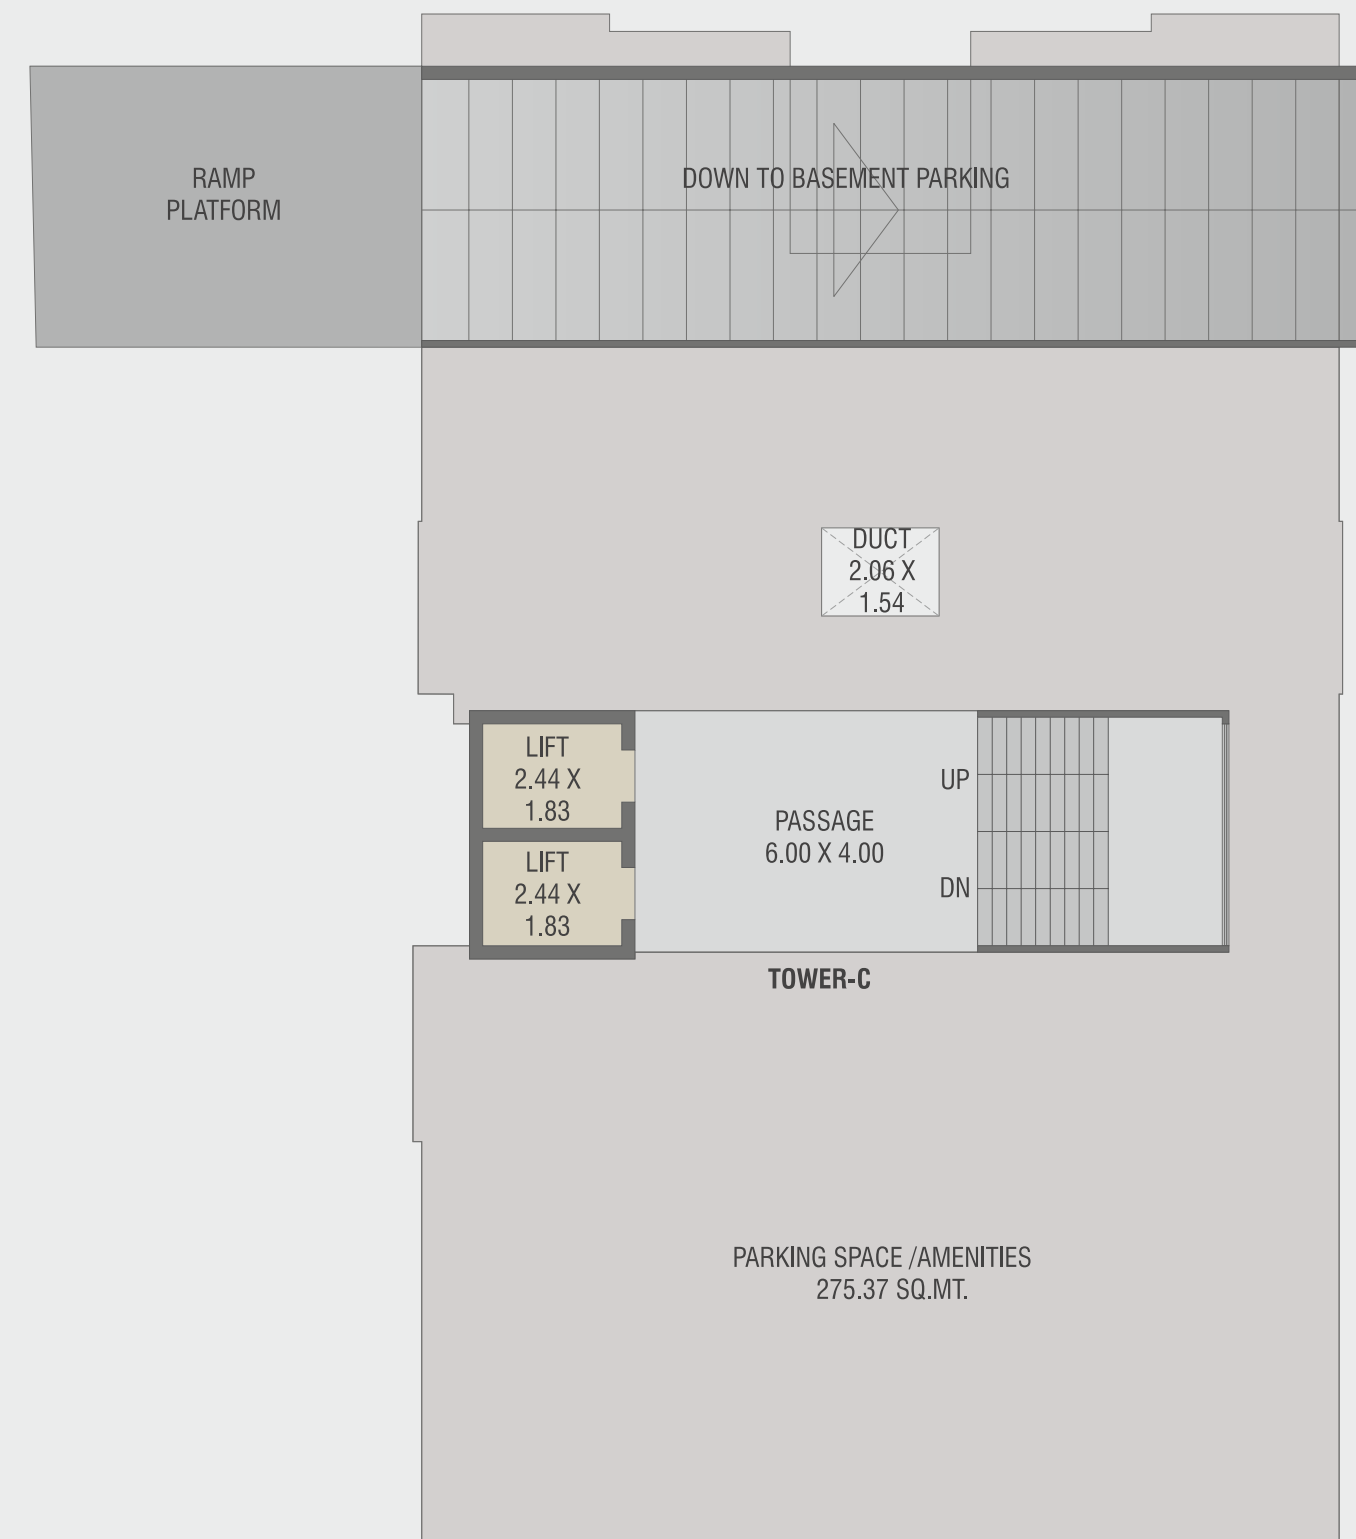 RAMP
PLATFORM
DOWN TO BASEMENT PARKING
DUCT
2.06 X
1.54
LIFT
2.44 X
1.83
LIFT
2.44 X
1.83
PASSAGE
6.00 X 4.00
UP
DN
TOWER-C
PARKING SPACE /AMENITIES
275.37 SQ.MT.